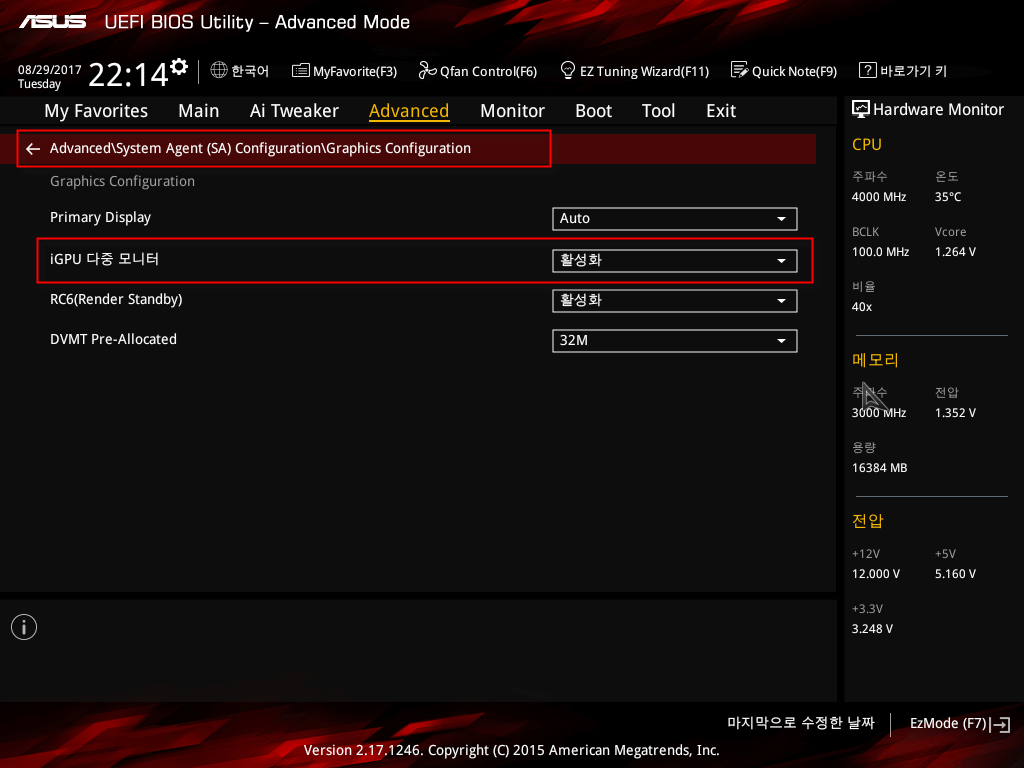 ASUS UEFI BIOS Utility – Advanced Mode
08/29/2017
Tuesday
22:14
한국어 MyFavorite(F3) Qfan Control(F6) EZ Tuning Wizard(F11) Quick Note(F9) ? 바로가기 키
My Favorites Main Ai Tweaker Advanced Monitor Boot Tool Exit
Advanced\System Agent (SA) Configuration\Graphics Configuration
Graphics Configuration
Primary Display Auto
iGPU 다중 모니터 활성화
RC6(Render Standby) 활성화
DVMT Pre-Allocated 32M
Hardware Monitor
CPU
주파수 온도
4000 MHz 35°C
BCLK Vcore
100.0 MHz 1.264 V
비율
40x
메모리
주파수 전압
3000 MHz 1.352 V
용량
16384 MB
전압
+12V +5V
12.000 V 5.160 V
+3.3V
3.248 V
마지막으로 수정한 날짜 EzMode (F7)
Version 2.17.1246. Copyright (C) 2015 American Megatrends, Inc.